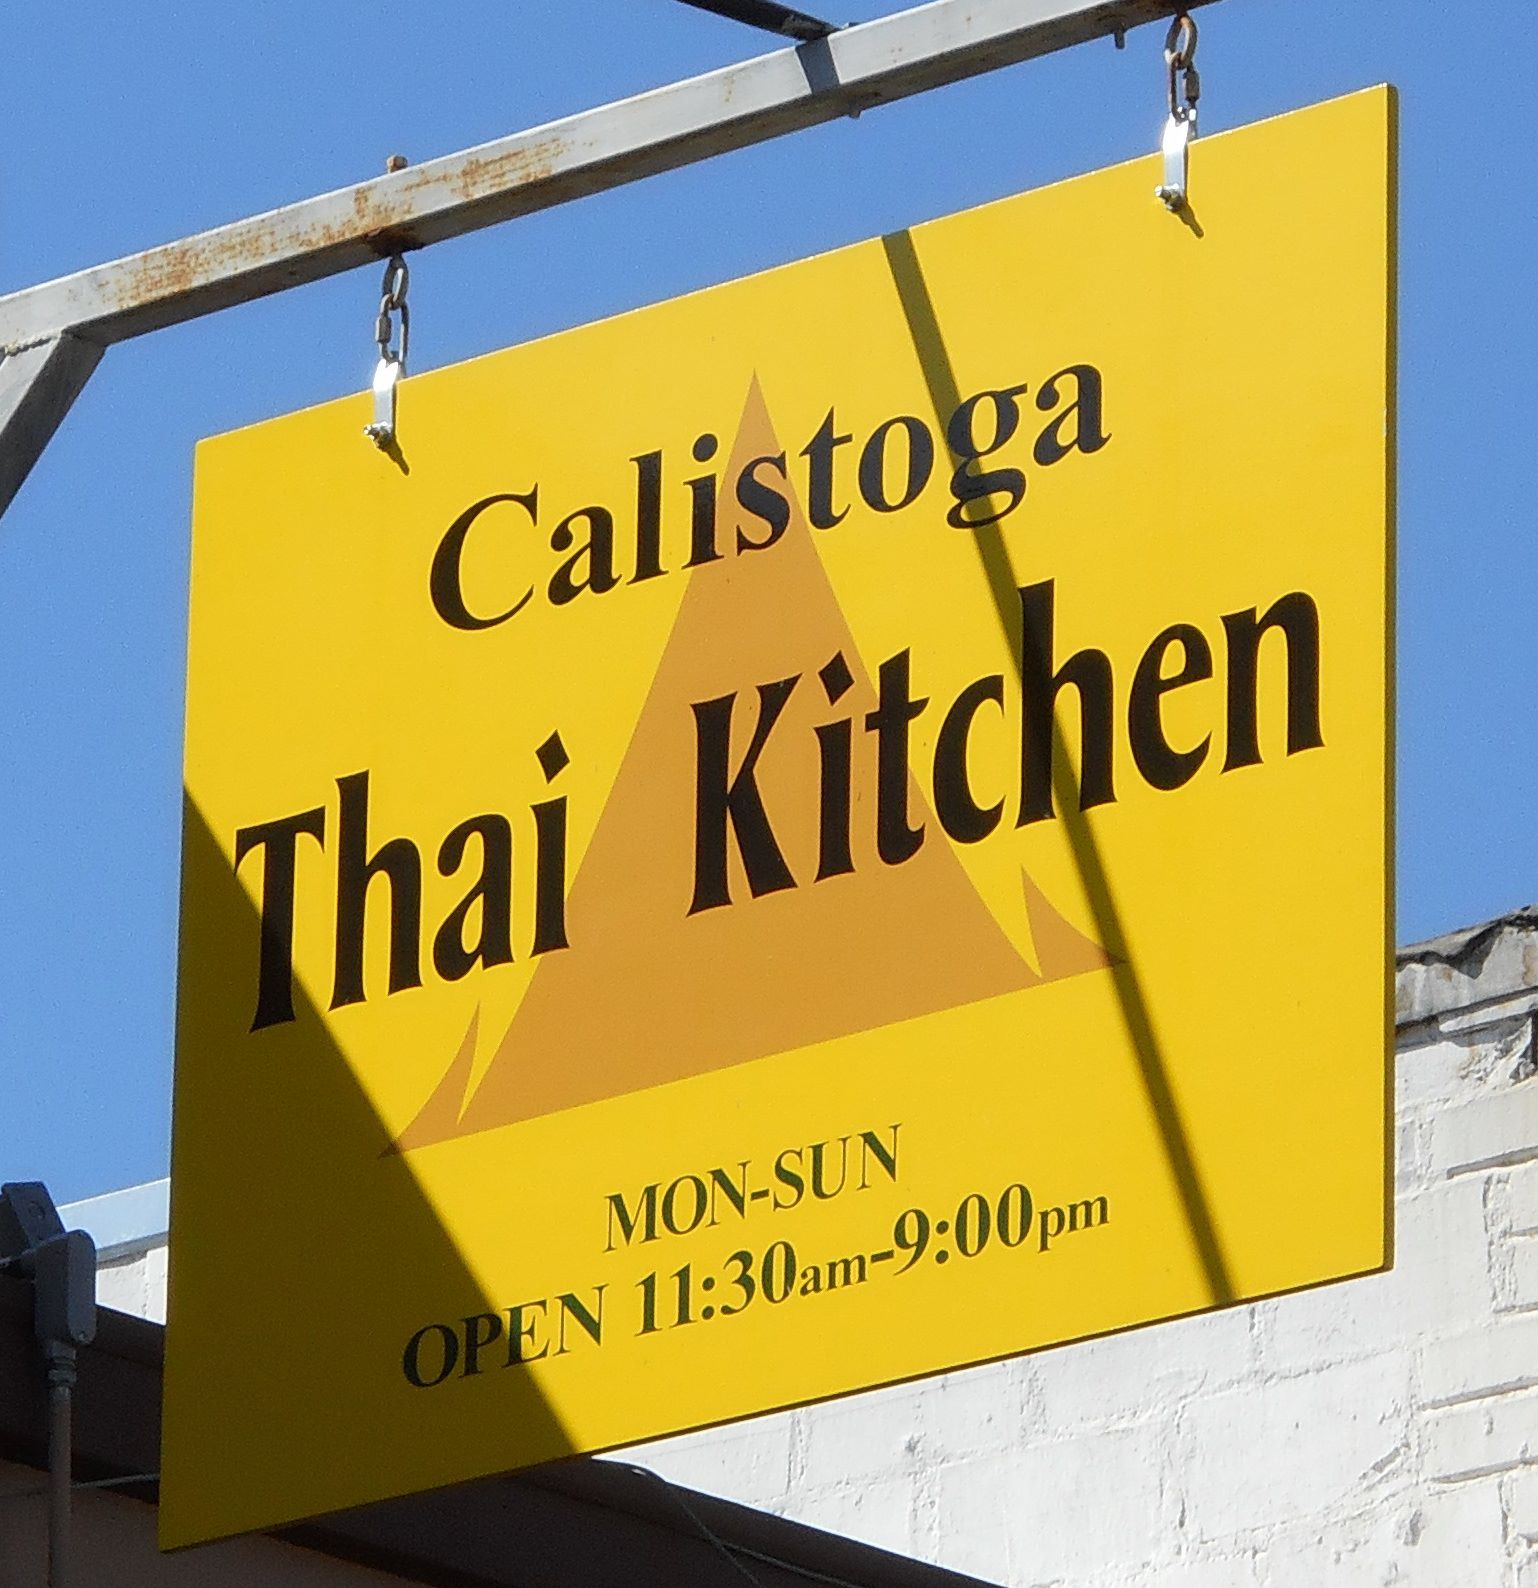 Calistoga
Thai Kitchen
MON-SUN
OPEN 11:30am-9:00pm